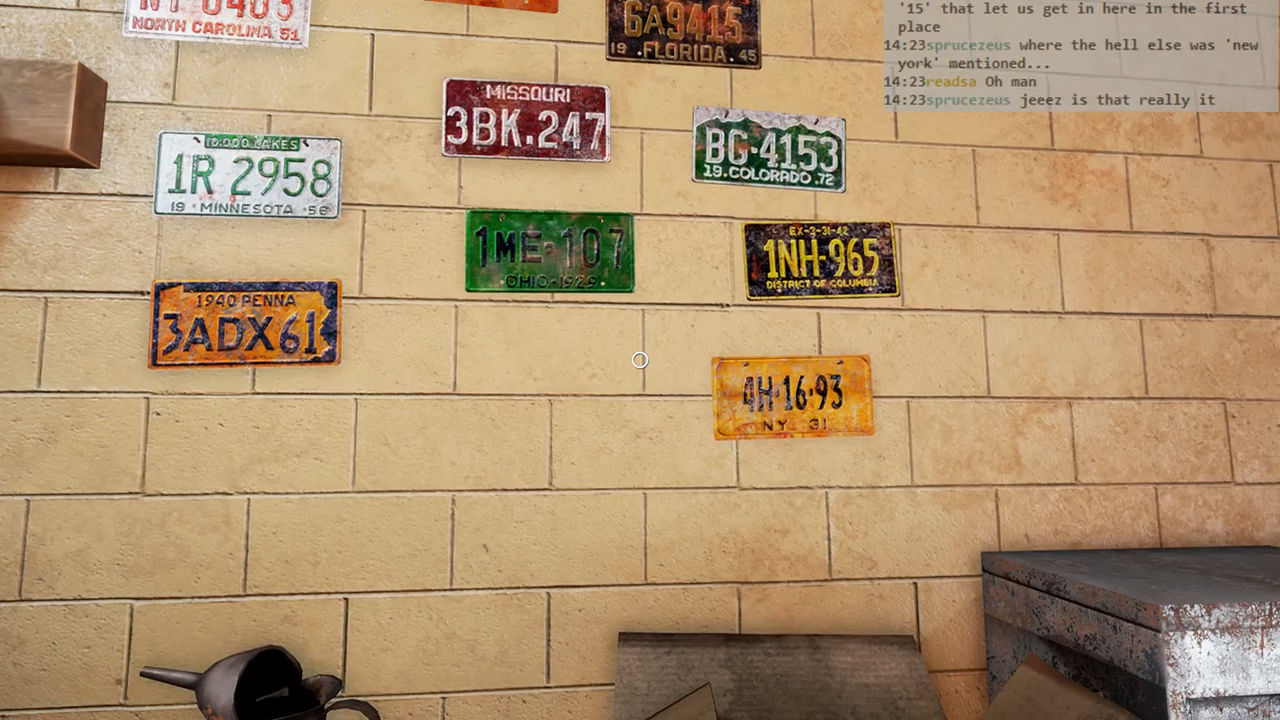 NORTH CAROLINA 51
6A9415
19 FLORIDA 45
'15' that let us get in here in the first
place
14:23sprucezeus where the hell else was 'new
york' mentioned...
14:23readsa Oh man
14:23sprucezeus jeeez is that really it
MISSOURI
3BK.247
BG-4153
19.COLORADO.72
10,000 LAKES
1R 2958
19 MINNESOTA 56
1ME-107
OHIO-1929
EX-3-31-42
1NH-965
DISTRICT OF COLUMBIA
1940 PENNA
3ADX61
4H-16-93
NY 31